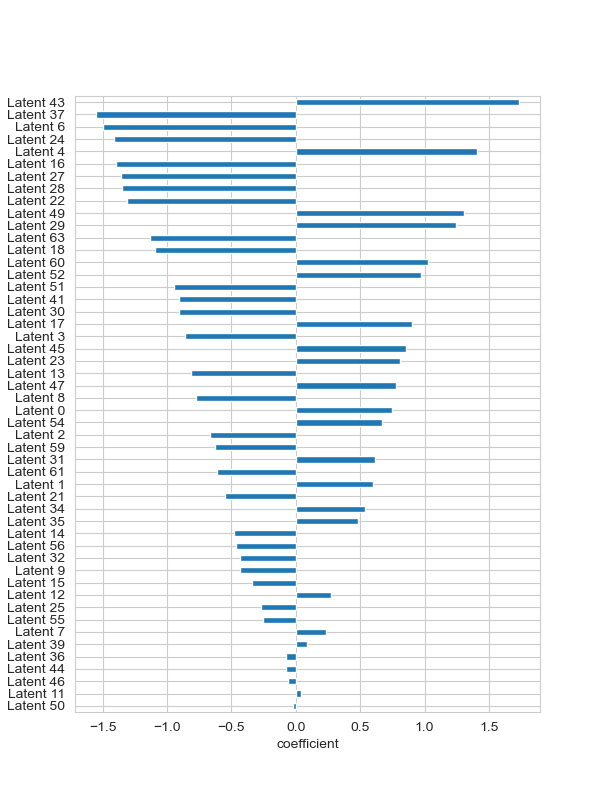 Latent 43
Latent 37
Latent 6
Latent 24
Latent 4
Latent 16
Latent 27
Latent 28
Latent 22
Latent 49
Latent 29
Latent 63
Latent 18
Latent 60
Latent 52
Latent 51
Latent 41
Latent 30
Latent 17
Latent 3
Latent 45
Latent 23
Latent 13
Latent 47
Latent 8
Latent 0
Latent 54
Latent 2
Latent 59
Latent 31
Latent 61
Latent 1
Latent 21
Latent 34
Latent 35
Latent 14
Latent 56
Latent 32
Latent 9
Latent 15
Latent 12
Latent 25
Latent 55
Latent 7
Latent 39
Latent 36
Latent 44
Latent 46
Latent 11
Latent 50
−1.5 −1.0 −0.5 0.0 0.5 1.0 1.5
coefficient